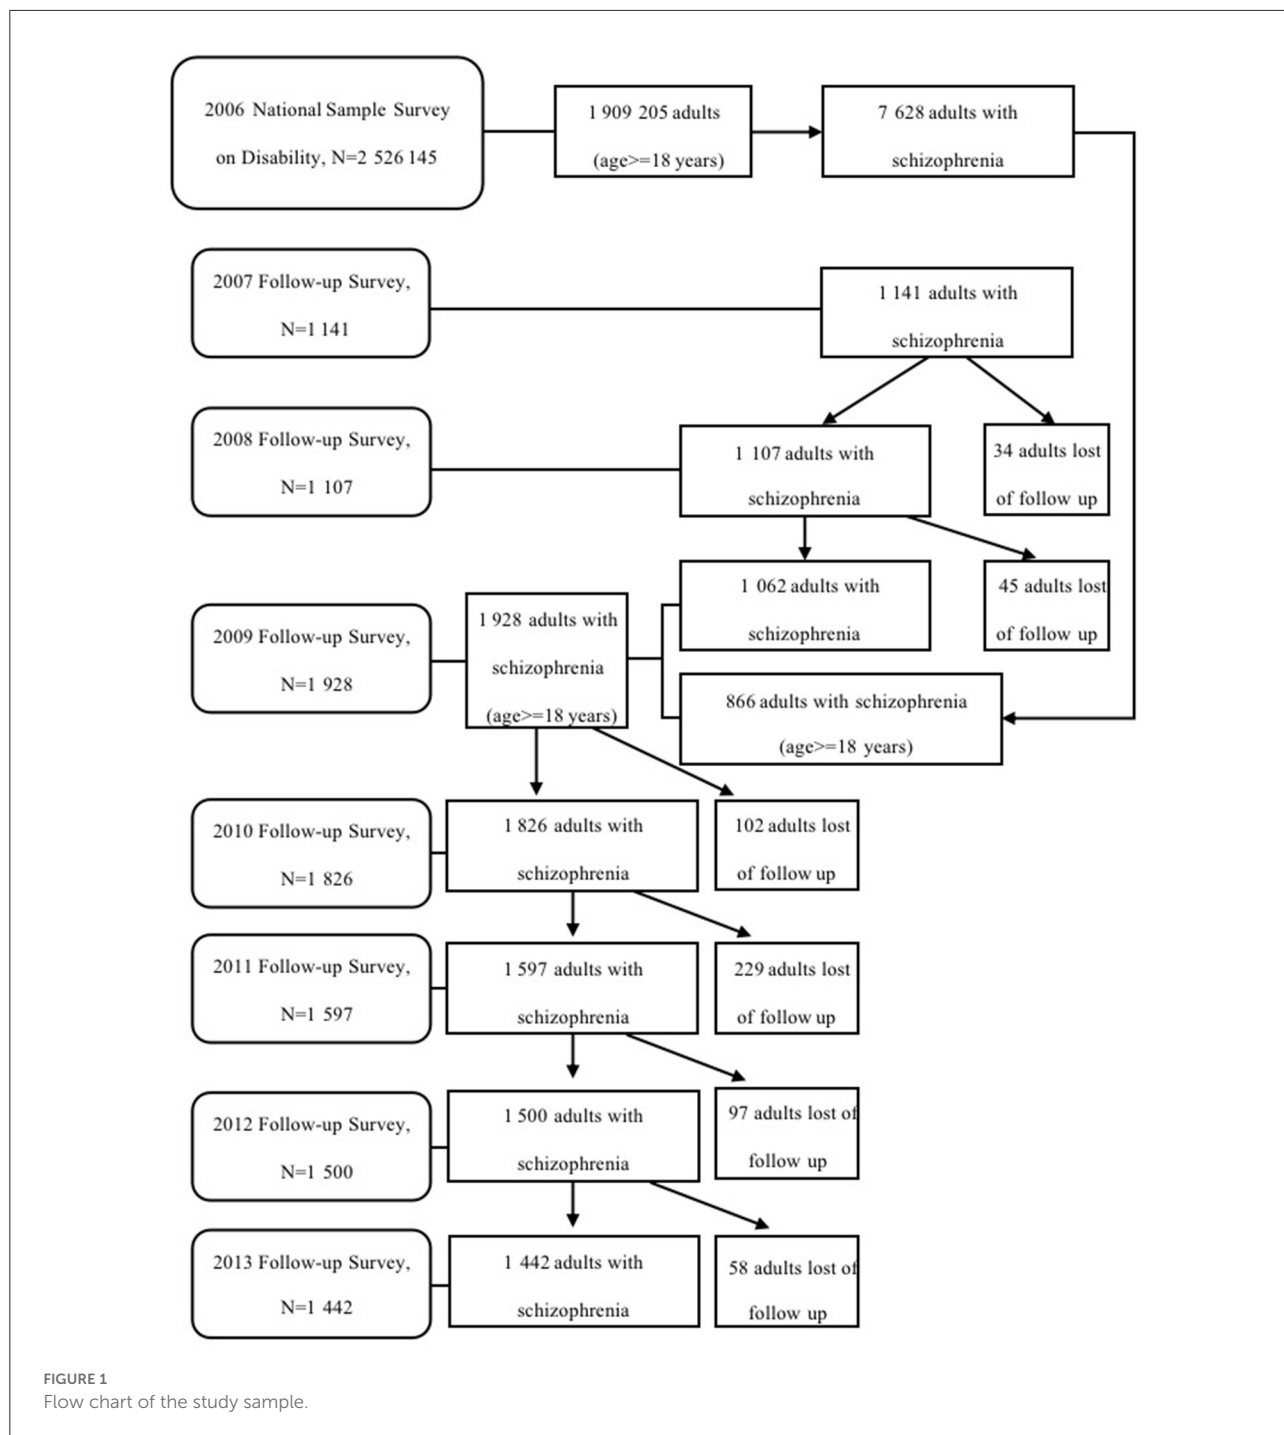 2006 National Sample Survey
on Disability, N=2 526 145
1 909 205 adults
(age>=18 years)
7 628 adults with
schizophrenia
2007 Follow-up Survey,
N=1 141
1 141 adults with
schizophrenia
2008 Follow-up Survey,
N=1 107
1 107 adults with
schizophrenia
34 adults lost
of follow up
1 062 adults with
schizophrenia
45 adults lost
of follow up
2009 Follow-up Survey,
N=1 928
1 928 adults with
schizophrenia
(age>=18 years)
866 adults with schizophrenia
(age>=18 years)
2010 Follow-up Survey,
N=1 826
1 826 adults with
schizophrenia
102 adults lost
of follow up
2011 Follow-up Survey,
N=1 597
1 597 adults with
schizophrenia
229 adults lost
of follow up
2012 Follow-up Survey,
N=1 500
1 500 adults with
schizophrenia
97 adults lost of
follow up
2013 Follow-up Survey,
N=1 442
1 442 adults with
schizophrenia
58 adults lost of
follow up
FIGURE 1
Flow chart of the study sample.